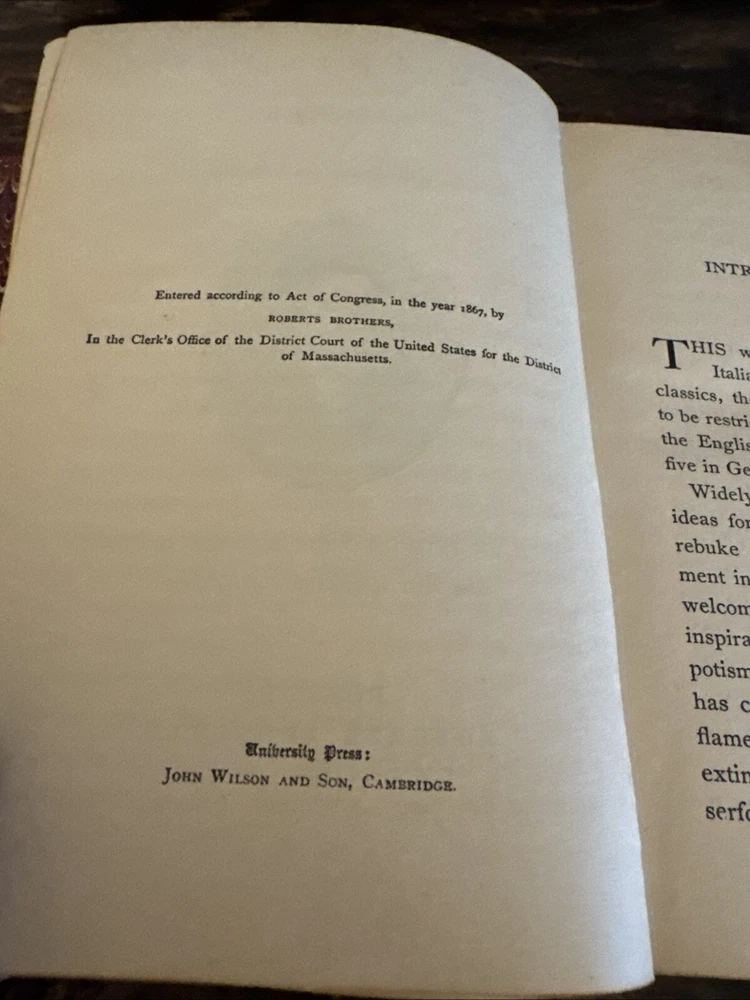 Entered according to Act of Congress, in the year 1867, by
ROBERTS BROTHERS,
In the Clerk's Office of the District Court of the United States for the District
of Massachusetts.
University Press:
JOHN WILSON AND SON, CAMBRIDGE.
INTR
THIS w
Italia
classics, th
to be restri
the Englis
five in Ge
Widely
ideas for
rebuke
ment in
welcom
inspira
potism
has c
flame
extin
serfd